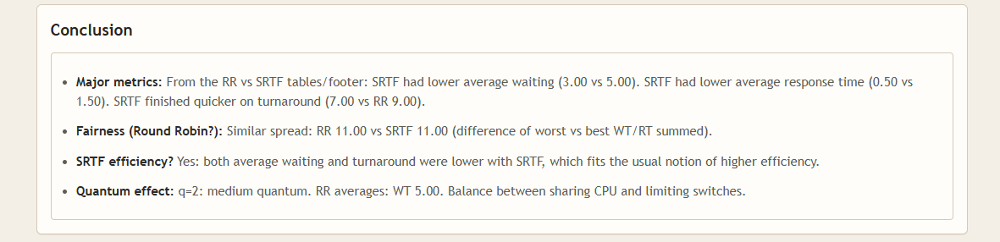 Conclusion
• Major metrics: From the RR vs SRTF tables/footer: SRTF had lower average waiting (3.00 vs 5.00). SRTF had lower average response time (0.50 vs
1.50). SRTF finished quicker on turnaround (7.00 vs RR 9.00).
• Fairness (Round Robin?): Similar spread: RR 11.00 vs SRTF 11.00 (difference of worst vs best WT/RT summed).
• SRTF efficiency? Yes: both average waiting and turnaround were lower with SRTF, which fits the usual notion of higher efficiency.
• Quantum effect: q=2: medium quantum. RR averages: WT 5.00. Balance between sharing CPU and limiting switches.